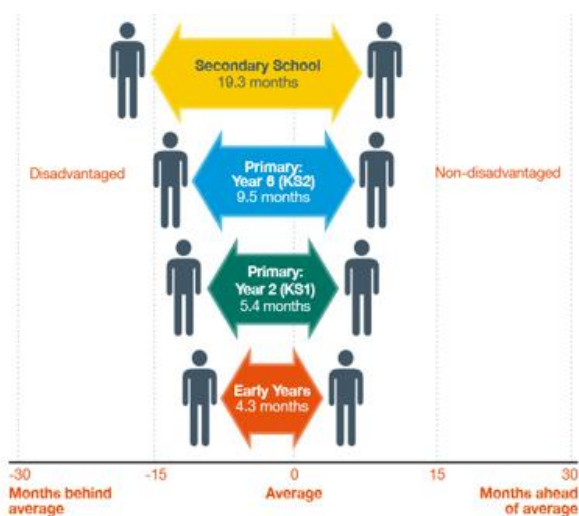 Secondary School
19.3 months
Disadvantaged
Primary:
Year 6 (KS2)
9.5 months
Non-disadvantaged
Primary:
Year 2 (KS1)
5.4 months
Early Years
4.3 months
-30
-15
0
15
30
Months behind
average
Average
Months ahead
of average